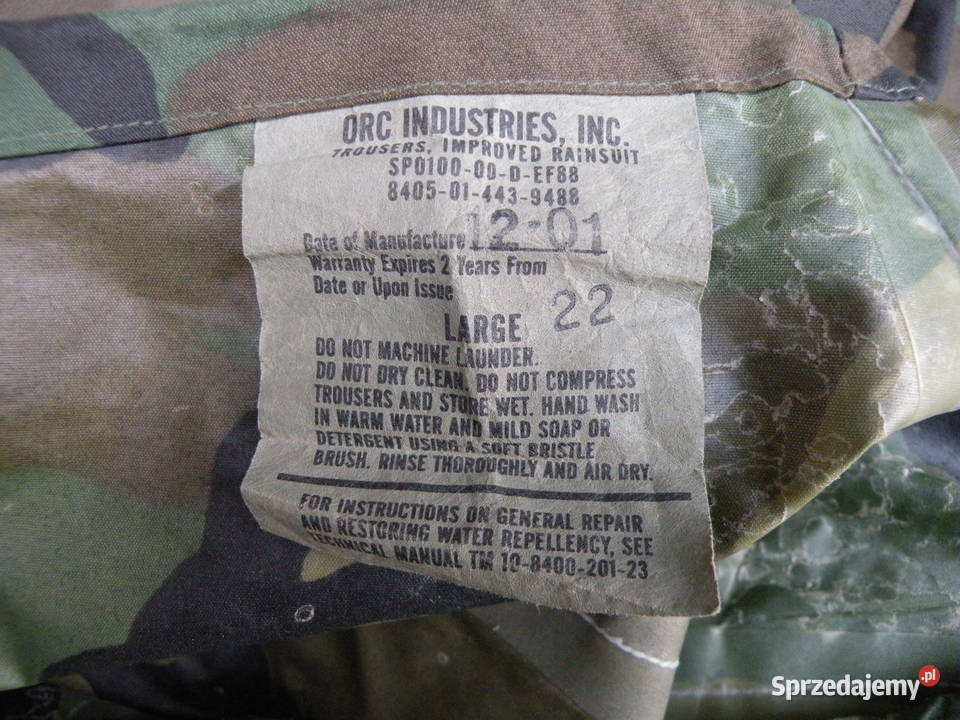 ORC INDUSTRIES, INC.
TROUSERS, IMPROVED RAINSUIT
SP0100-00-D-EF88
8405-01-443-9488
Date of Manufacture 12-01
Warranty Expires 2 Years From
Date or Upon Issue
22
LARGE
DO NOT MACHINE LAUNDER.
DO NOT DRY CLEAN. DO NOT COMPRESS
TROUSERS AND STORE WET. HAND WASH
IN WARM WATER AND MILD SOAP OR
DETERGENT USING A SOFT BRISTLE
BRUSH. RINSE THOROUGHLY AND AIR DRY.
FOR INSTRUCTIONS ON GENERAL REPAIR
AND RESTORING WATER REPELLENCY, SEE
TECHNICAL MANUAL TM 10-8400-201-23
Sprzedajemy.pl